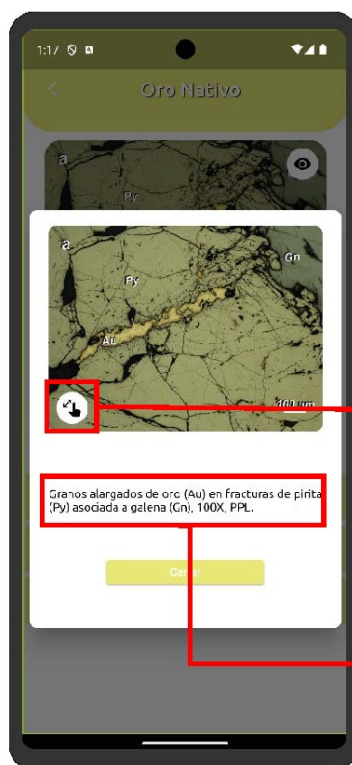 1:17
Oro Nativo
a
Py
a
Gn
Py
Au
100 µm
Granos alargados de oro (Au) en fracturas de pirita
(Py) asociada a galena (Gn), 100X, PPL.
Cerrar